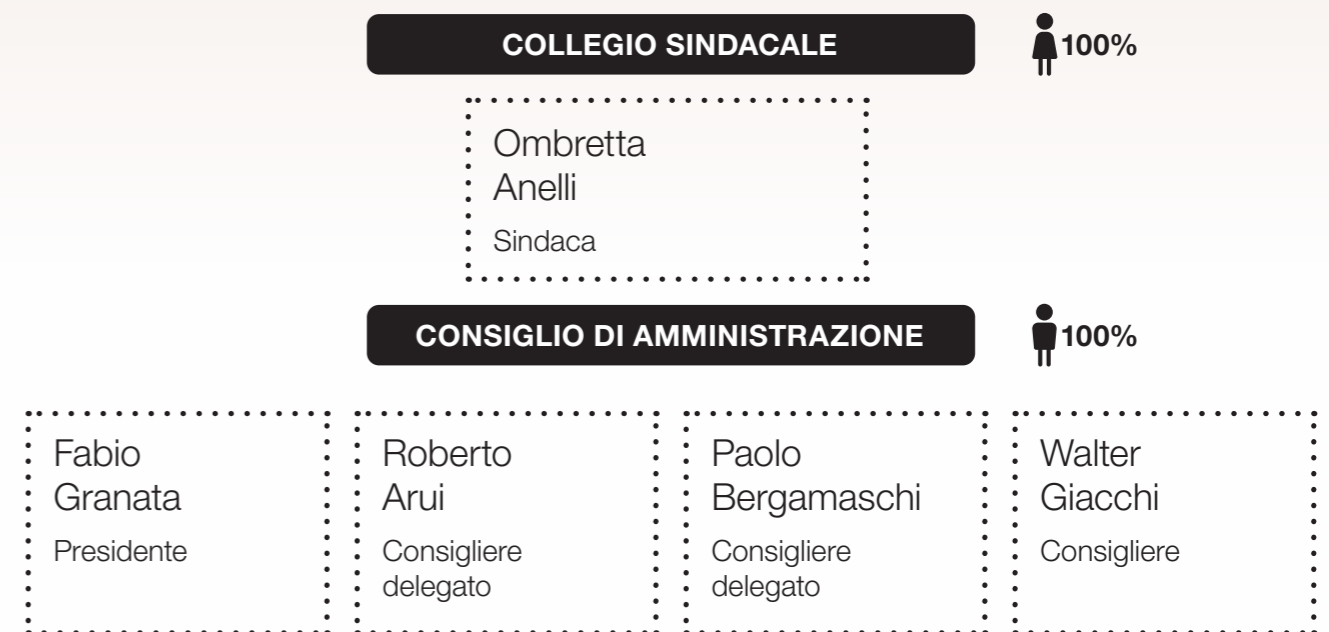 COLLEGIO SINDACALE
100%
Ombretta
Anelli
Sindaca
CONSIGLIO DI AMMINISTRAZIONE
100%
Fabio
Granata
Presidente
Roberto
Arui
Consigliere
delegato
Paolo
Bergamaschi
Consigliere
delegato
Walter
Giacchi
Consigliere